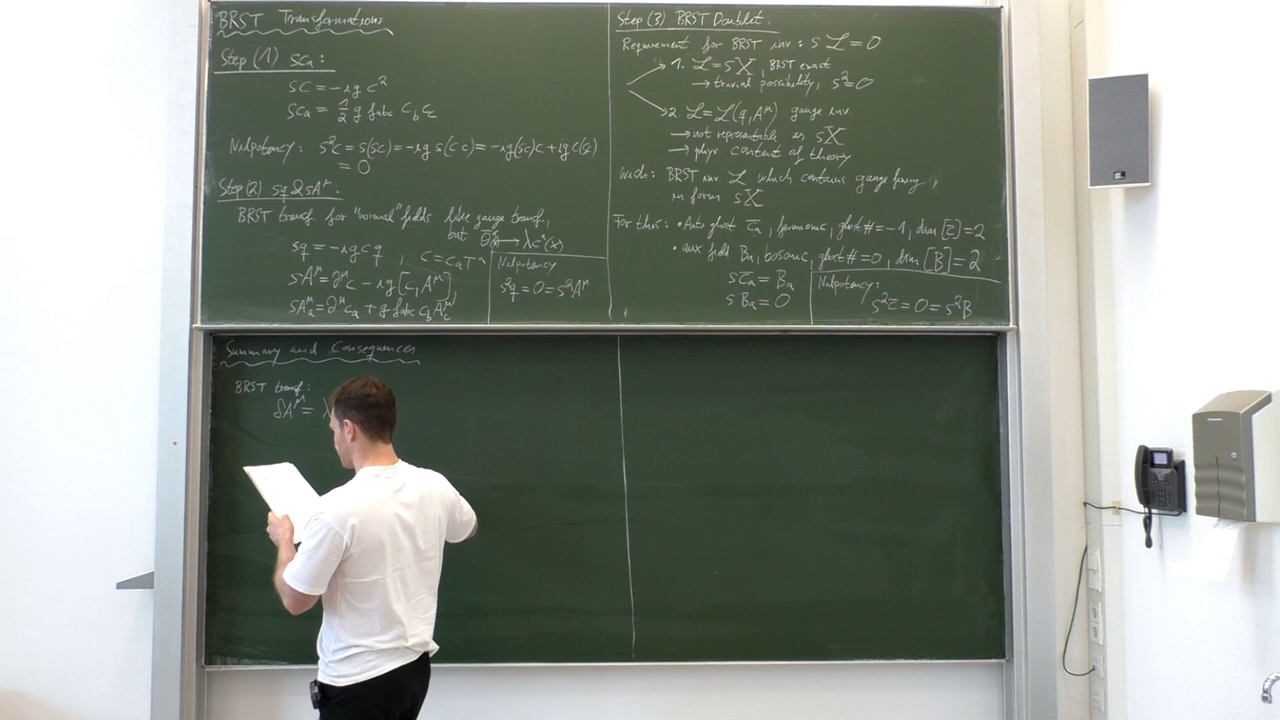 BRST Transformations
Step (1) sc_a :
sc = -ig c²
sc_a = 1/2 g f_abc c_b c_c
Nilpotency: s²c = s(sc) = -ig s(c c) = -ig(sc)c + ig c(sc)
= 0
Step (2) sq & sA^μ :
BRST transf. for "normal" fields like gauge transf.,
but θ^a(x) → λc^a(x)
sq = -ig c q , c = c_a T^a
sA^μ = ∂^μ c - ig [c, A^μ]
sA_a^μ = ∂^μ c_a + g f_abc c_b A_c^μ
Nilpotency
s²q = 0 = s²A^μ
Step (3) BRST Doublet.
Requirement for BRST inv: s ℒ = 0
1. ℒ = sX, BRST exact
→ trivial possibility, s² = 0
2. ℒ = ℒ(q, A^μ) gauge inv.
→ not representable as sX
→ phys content of theory
Wish: BRST inv ℒ which contains gauge fixing,
in form sX
For this: • Anti ghost c̄_a, fermionic, ghost# = -1, dim [c̄] = 2
• aux field B_a, bosonic, ghost# = 0, dim [B] = 2
sc̄_a = B_a
sB_a = 0
Nilpotency:
s²c̄ = 0 = s²B
Summary and Consequences
BRST transf:
δA^μ = λ